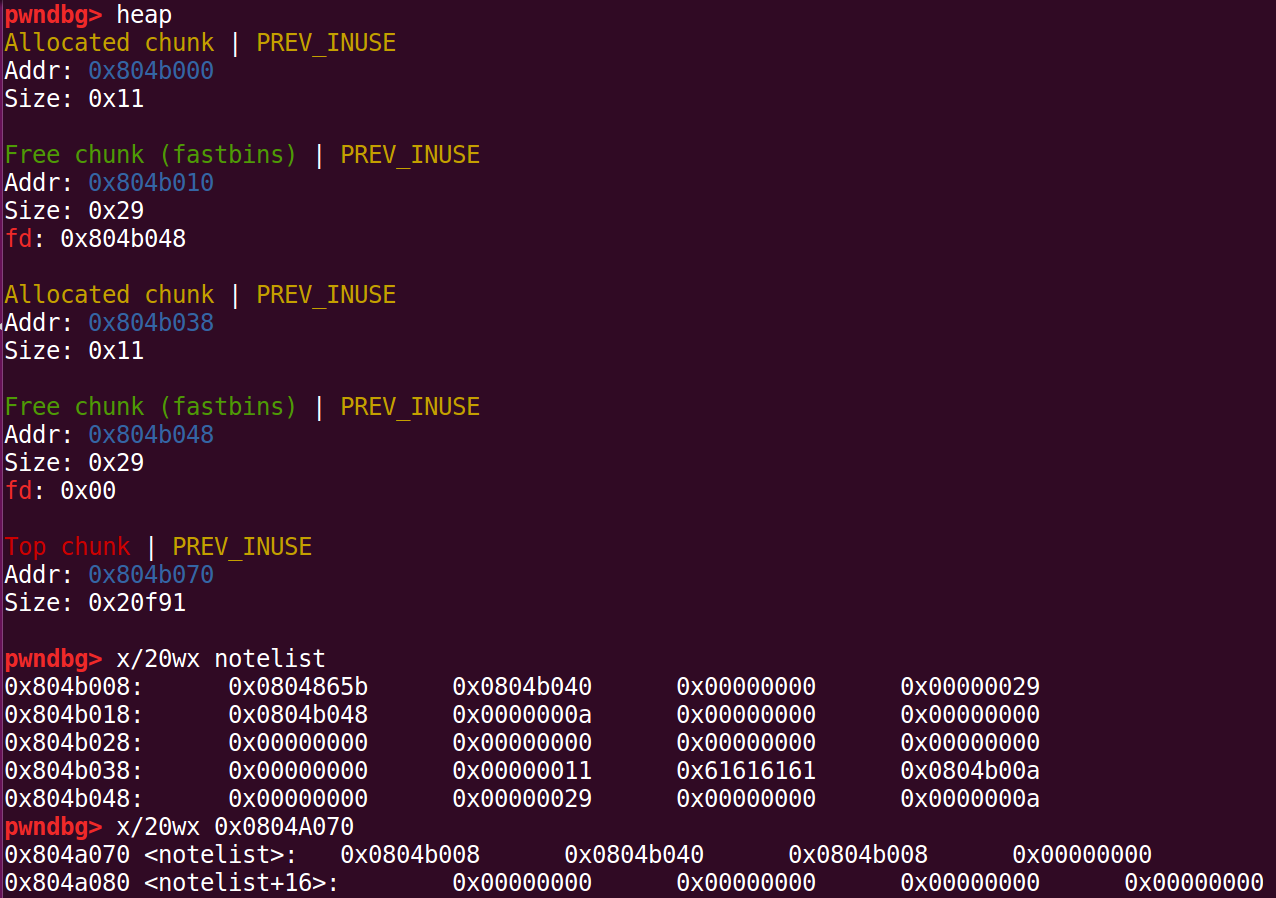 pwndbg> heap
Allocated chunk | PREV_INUSE
Addr: 0x804b000
Size: 0x11
Free chunk (fastbins) | PREV_INUSE
Addr: 0x804b010
Size: 0x29
fd: 0x804b048
Allocated chunk | PREV_INUSE
Addr: 0x804b038
Size: 0x11
Free chunk (fastbins) | PREV_INUSE
Addr: 0x804b048
Size: 0x29
fd: 0x00
Top chunk | PREV_INUSE
Addr: 0x804b070
Size: 0x20f91
pwndbg> x/20wx notelist
0x804b008: 0x0804865b 0x0804b040 0x00000000 0x00000029
0x804b018: 0x0804b048 0x0000000a 0x00000000 0x00000000
0x804b028: 0x00000000 0x00000000 0x00000000 0x00000000
0x804b038: 0x00000000 0x00000011 0x61616161 0x0804b00a
0x804b048: 0x00000000 0x00000029 0x00000000 0x0000000a
pwndbg> x/20wx 0x0804A070
0x804a070 <notelist>: 0x0804b008 0x0804b040 0x0804b008 0x00000000
0x804a080 <notelist+16>: 0x00000000 0x00000000 0x00000000 0x00000000